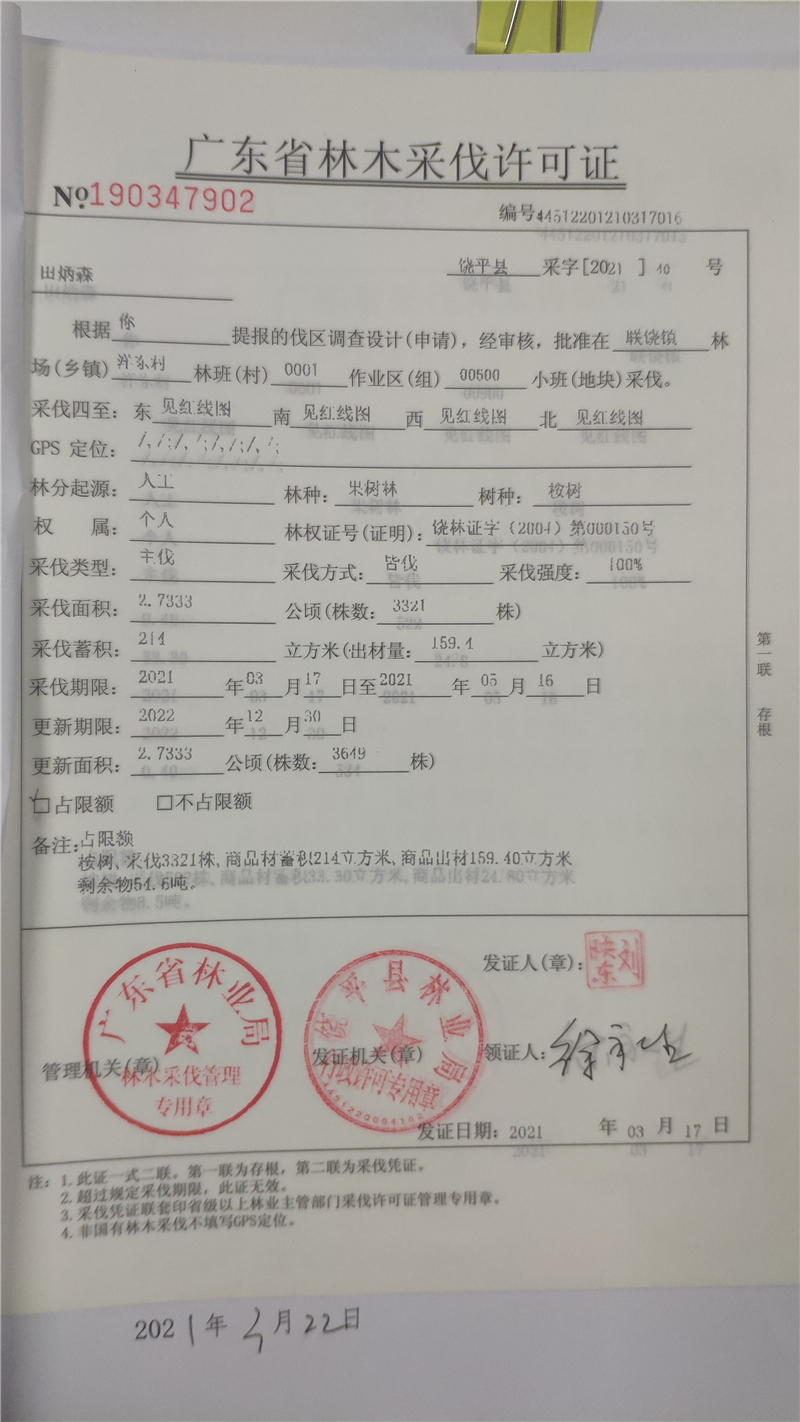 广东省林木采伐许可证
№190347902
编号44512201210317016
田炳森
饶平县 采字[2021]40 号
根据 你 提报的伐区调查设计(申请)，经审核，批准在 联饶镇 林
场(乡镇) 林班(村) 0001 作业区(组) 00500 小班(地块)采伐。
采伐四至： 东 见红线图 南 见红线图 西 见红线图 北 见红线图
GPS 定位：
林分起源： 人工 林种： 果树林 树种： 桉树
权 属： 个人 林权证号(证明)： 饶林证字（2004）第000150号
采伐类型： 主伐 采伐方式： 皆伐 采伐强度： 100%
采伐面积： 2.7333 公顷(株数： 3321 株)
采伐蓄积： 214 立方米(出材量： 159.4 立方米)
采伐期限： 2021 年 03 月 17 日至 2021 年 05 月 16 日
更新期限： 2022 年 12 月 30 日
更新面积： 2.7333 公顷(株数： 3649 株)
✓□占限额 □不占限额
备注： 占限额
桉树、采伐3321株, 商品材蓄积214立方米, 商品出材159.40立方米
剩余物54.6吨。
第一联 存根
广东省林业局
林木采伐管理
专用章
饶平县林业局
行政许可专用章
管理机关(章)
发证机关(章)
发证人(章)： 刘映东
领证人：
发证日期： 2021 年 03 月 17 日
注： 1. 此证一式二联。第一联为存根，第二联为采伐凭证。
2. 超过规定采伐期限，此证无效。
3. 采伐凭证联套印省级以上林业主管部门采伐许可证管理专用章。
4. 非国有林木采伐不填写GPS定位。
2021年3月22日